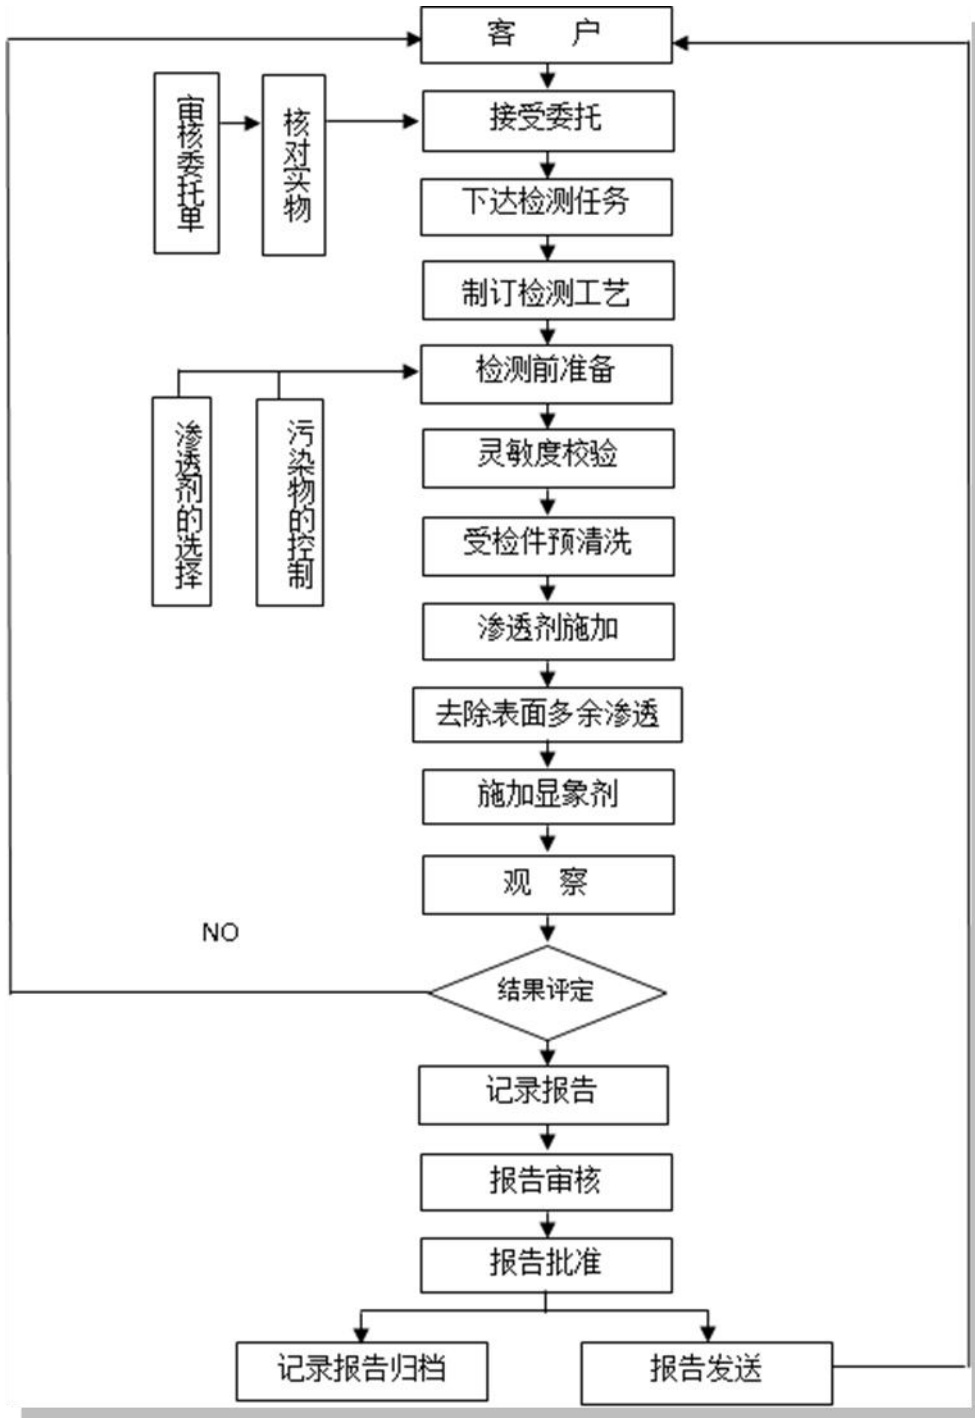 客 户
审核委托单
核对实物
接受委托
下达检测任务
制订检测工艺
检测前准备
渗透剂的选择
污染物的控制
灵敏度校验
受检件预清洗
渗透剂施加
去除表面多余渗透
施加显象剂
观 察
NO
结果评定
记录报告
报告审核
报告批准
记录报告归档
报告发送